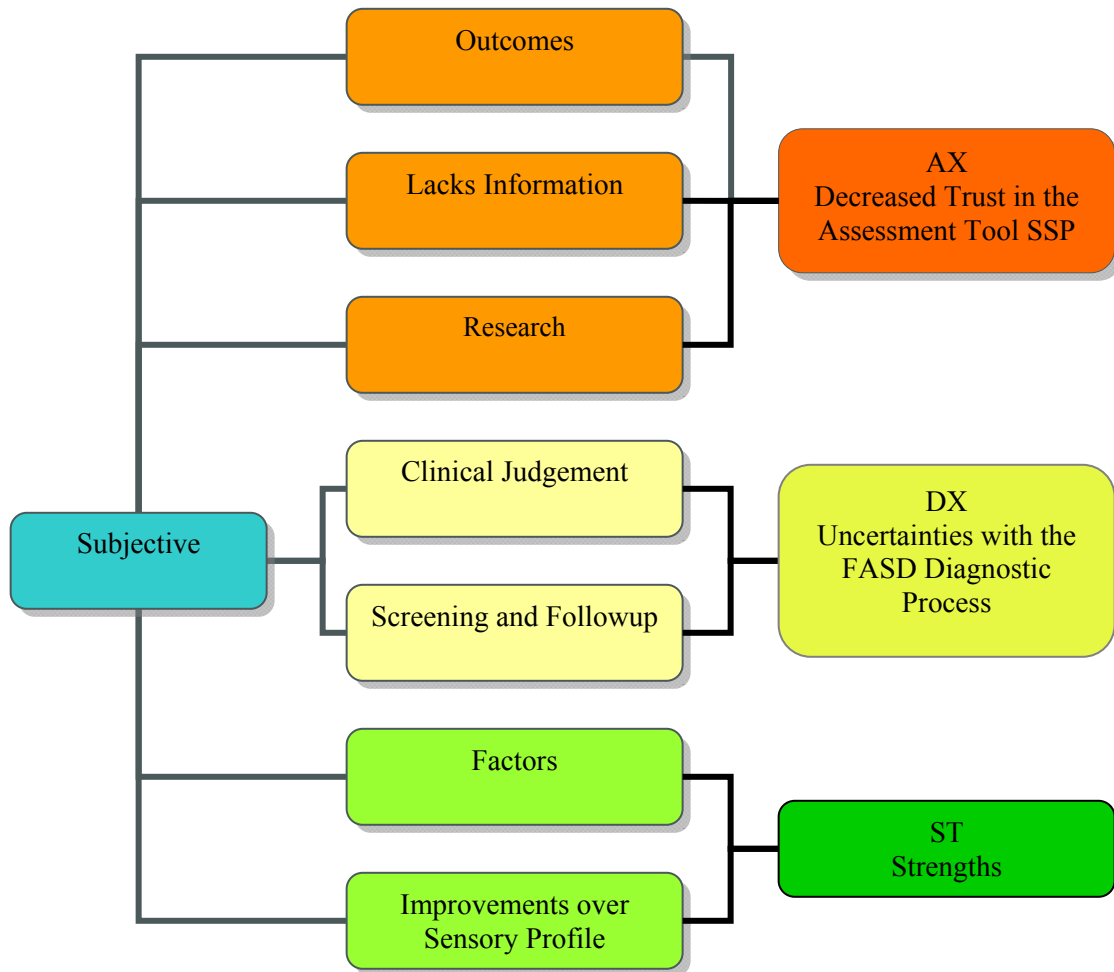 Outcomes
Lacks Information
Research
AX
Decreased Trust in the
Assessment Tool SSP
Subjective
Clinical Judgement
Screening and Followup
DX
Uncertainties with the
FASD Diagnostic
Process
Factors
Improvements over
Sensory Profile
ST
Strengths